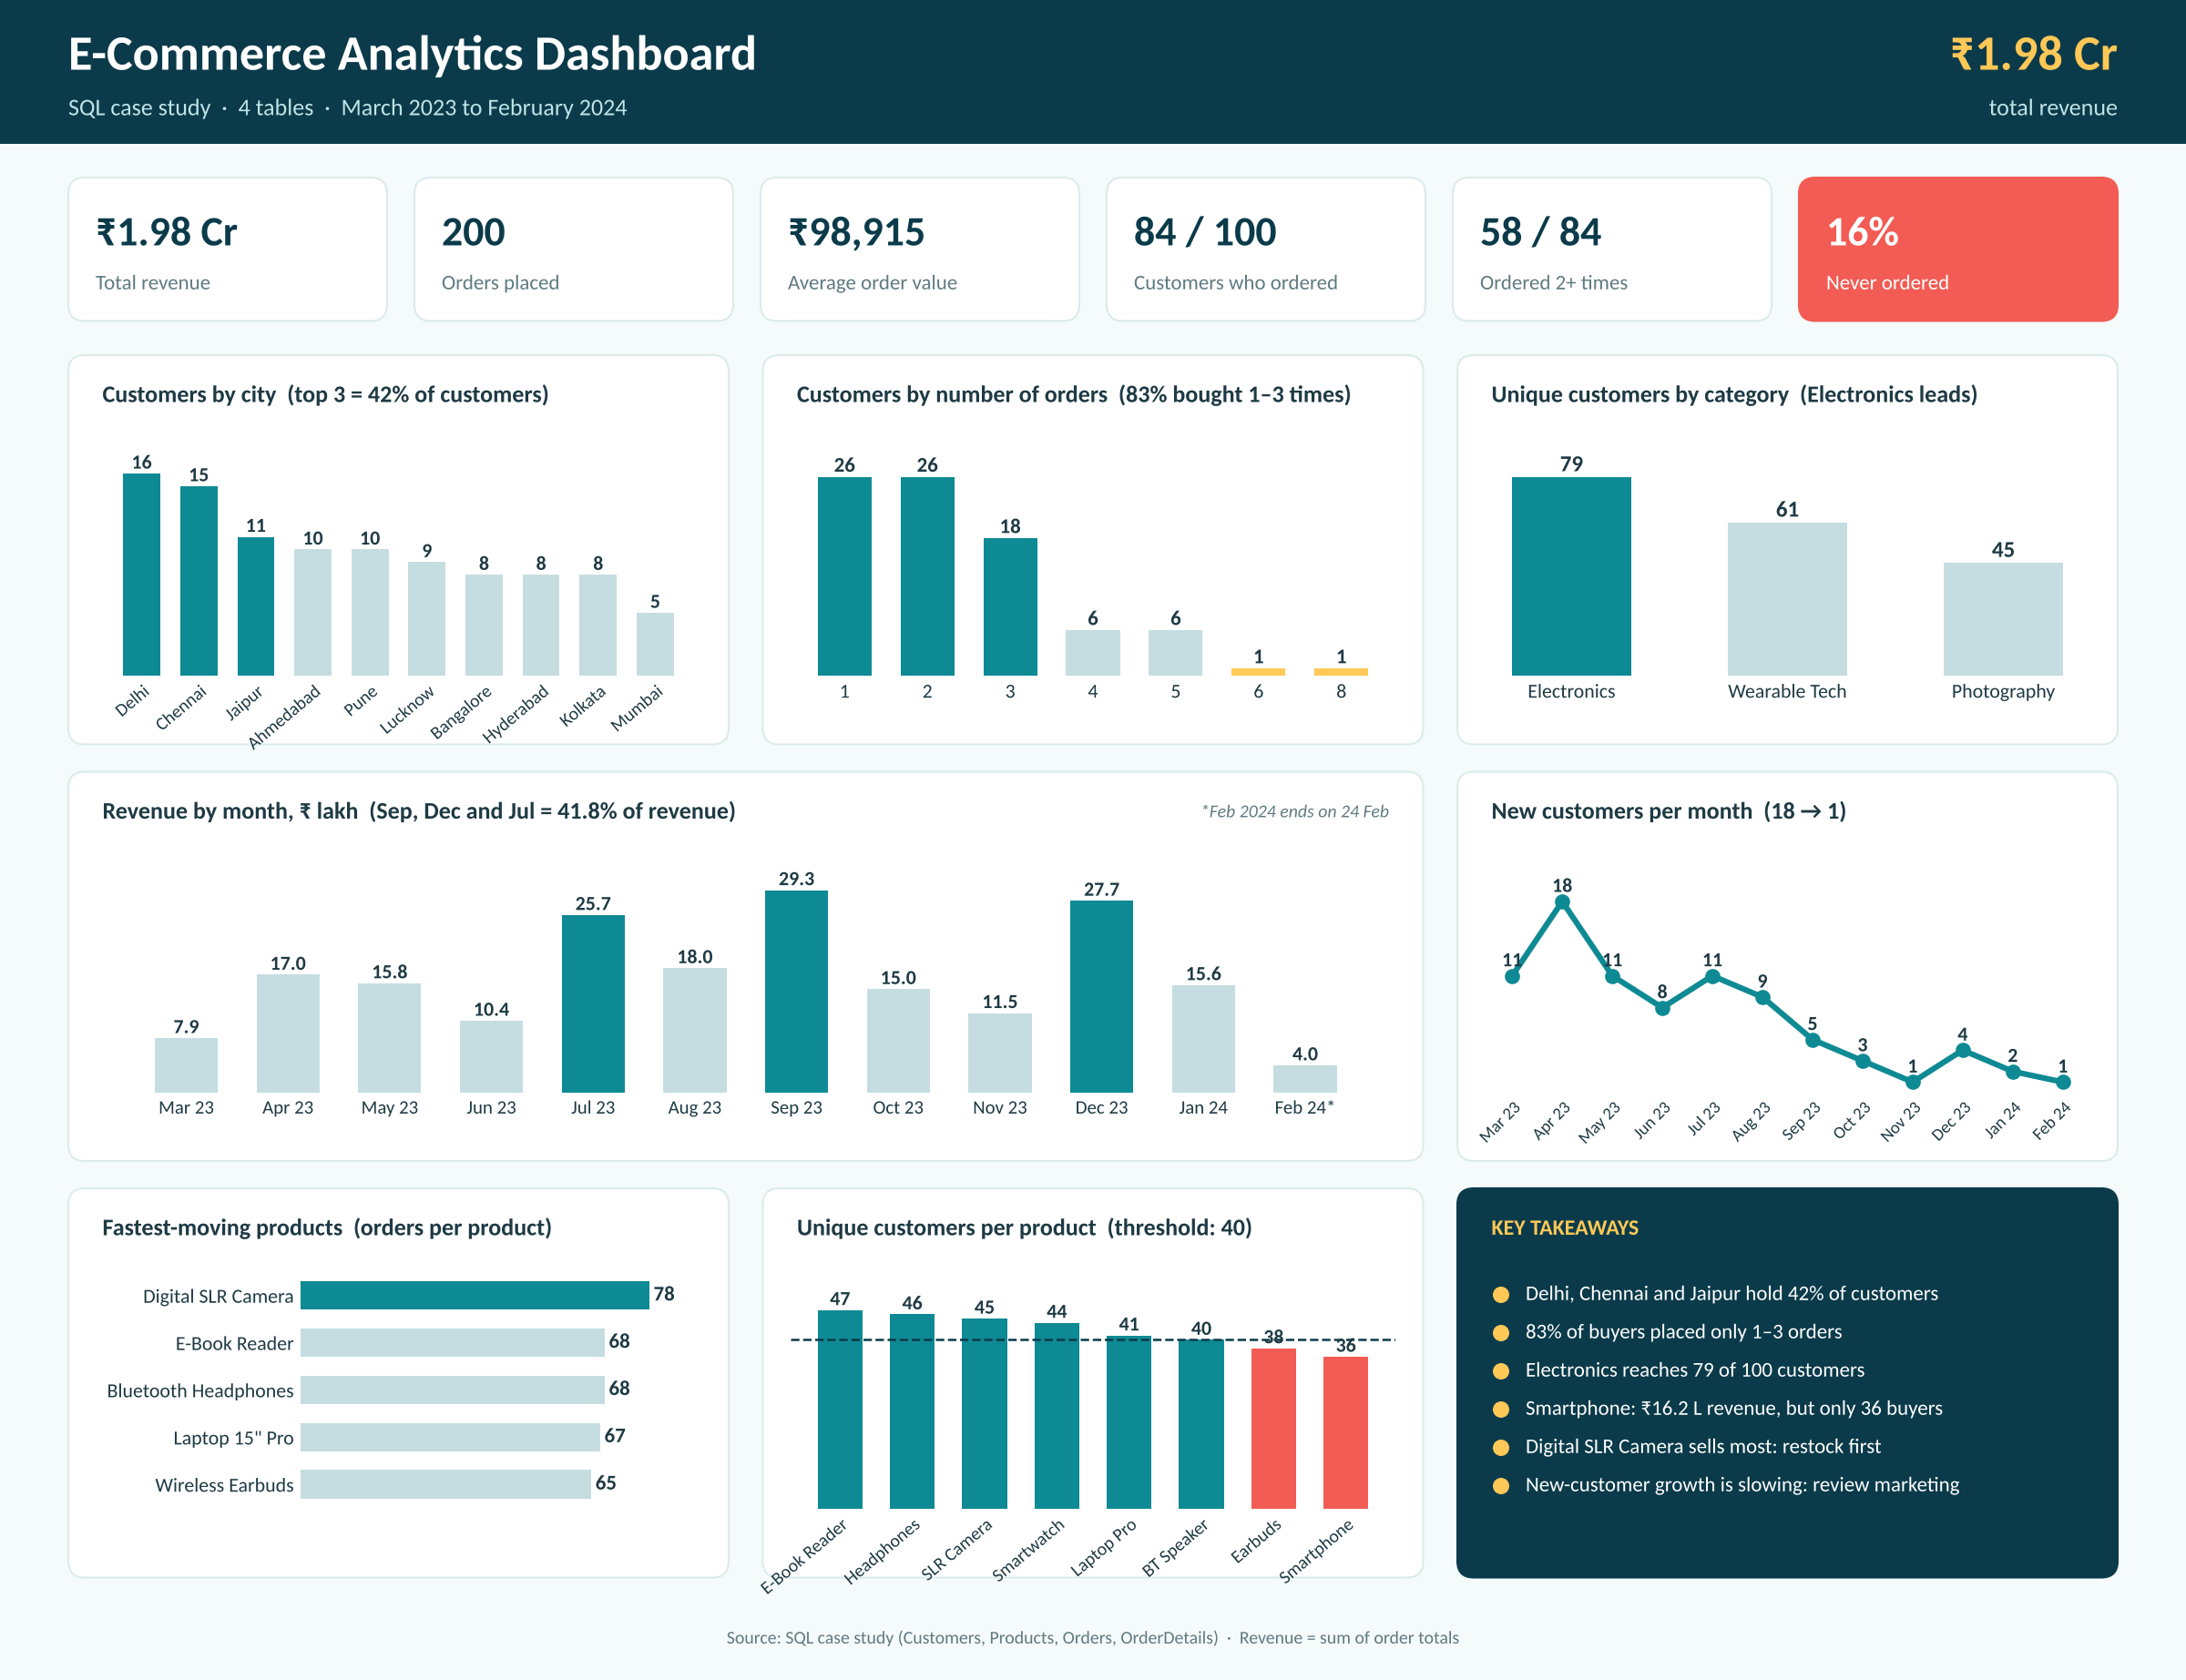 E-Commerce Analytics Dashboard
SQL case study · 4 tables · March 2023 to February 2024
₹1.98 Cr
total revenue
₹1.98 Cr
Total revenue
200
Orders placed
₹98,915
Average order value
84 / 100
Customers who ordered
58 / 84
Ordered 2+ times
16%
Never ordered
Customers by city (top 3 = 42% of customers)
16
15
11
10
10
9
8
8
8
5
Delhi
Chennai
Jaipur
Ahmedabad
Pune
Lucknow
Bangalore
Hyderabad
Kolkata
Mumbai
Customers by number of orders (83% bought 1–3 times)
26
26
18
6
6
1
1
1
2
3
4
5
6
8
Unique customers by category (Electronics leads)
79
61
45
Electronics
Wearable Tech
Photography
Revenue by month, ₹ lakh (Sep, Dec and Jul = 41.8% of revenue)
*Feb 2024 ends on 24 Feb
7.9
17.0
15.8
10.4
25.7
18.0
29.3
15.0
11.5
27.7
15.6
4.0
Mar 23
Apr 23
May 23
Jun 23
Jul 23
Aug 23
Sep 23
Oct 23
Nov 23
Dec 23
Jan 24
Feb 24*
New customers per month (18 → 1)
11
18
11
8
11
9
5
3
1
4
2
1
Mar 23
Apr 23
May 23
Jun 23
Jul 23
Aug 23
Sep 23
Oct 23
Nov 23
Dec 23
Jan 24
Feb 24
Fastest-moving products (orders per product)
Digital SLR Camera 78
E-Book Reader 68
Bluetooth Headphones 68
Laptop 15" Pro 67
Wireless Earbuds 65
Unique customers per product (threshold: 40)
47
46
45
44
41
40
38
36
E-Book Reader
Headphones
SLR Camera
Smartwatch
Laptop Pro
BT Speaker
Earbuds
Smartphone
KEY TAKEAWAYS
Delhi, Chennai and Jaipur hold 42% of customers
83% of buyers placed only 1–3 orders
Electronics reaches 79 of 100 customers
Smartphone: ₹16.2 L revenue, but only 36 buyers
Digital SLR Camera sells most: restock first
New-customer growth is slowing: review marketing
Source: SQL case study (Customers, Products, Orders, OrderDetails) · Revenue = sum of order totals